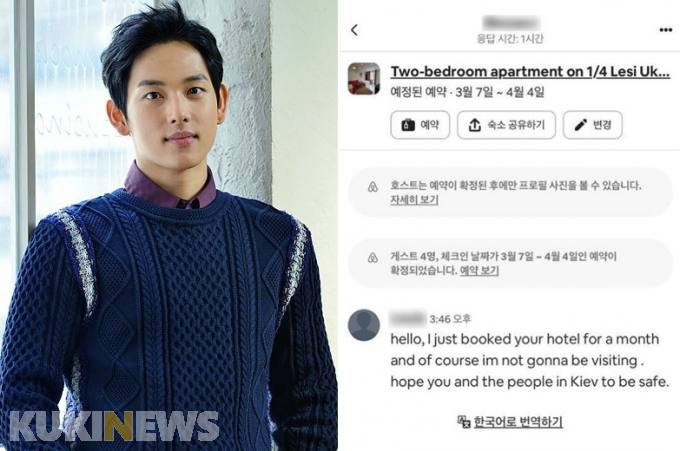 KUKINEWS
응답 시간: 1시간
Two-bedroom apartment on 1/4 Lesi Uk...
예정된 예약 · 3월 7일 ~ 4월 4일
예약
숙소 공유하기
변경
호스트는 예약이 확정된 후에만 프로필 사진을 볼 수 있습니다.
자세히 보기
게스트 4명, 체크인 날짜가 3월 7일 ~ 4월 4일인 예약이
확정되었습니다. 예약 보기
3:46 오후
hello, I just booked your hotel for a month
and of course im not gonna be visiting .
hope you and the people in Kiev to be safe.
한국어로 번역하기